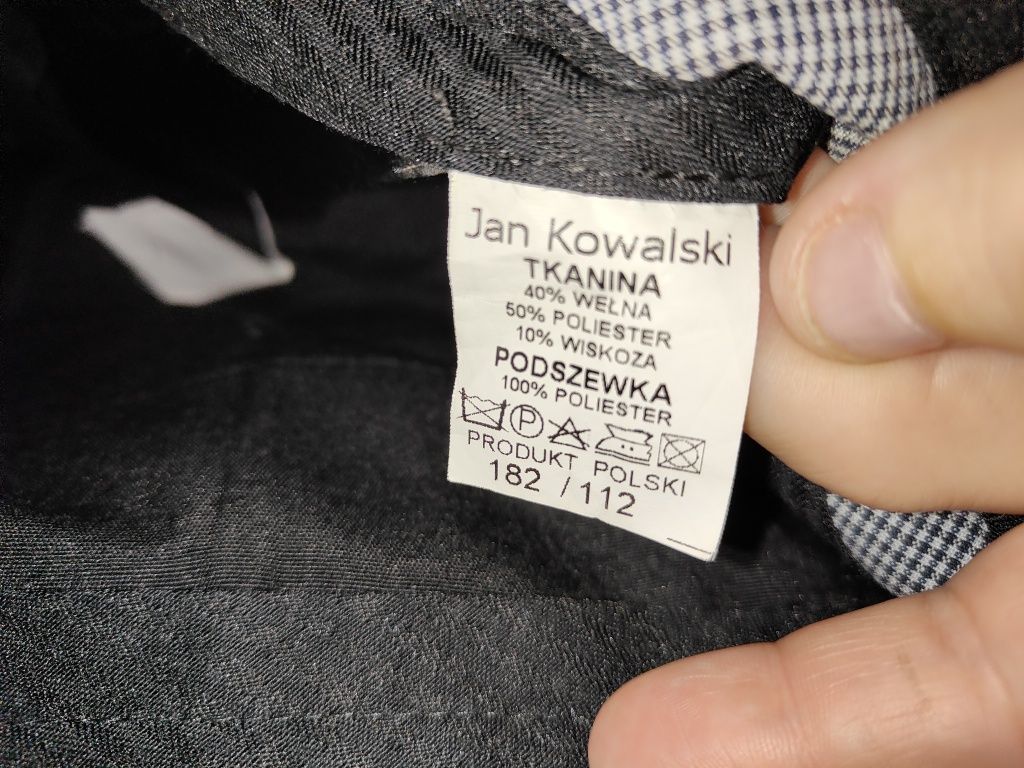 Jan Kowalski
TKANINA
40% WEŁNA
50% POLIESTER
10% WISKOZA
PODSZEWKA
100% POLIESTER
P
PRODUKT POLSKI
182 / 112